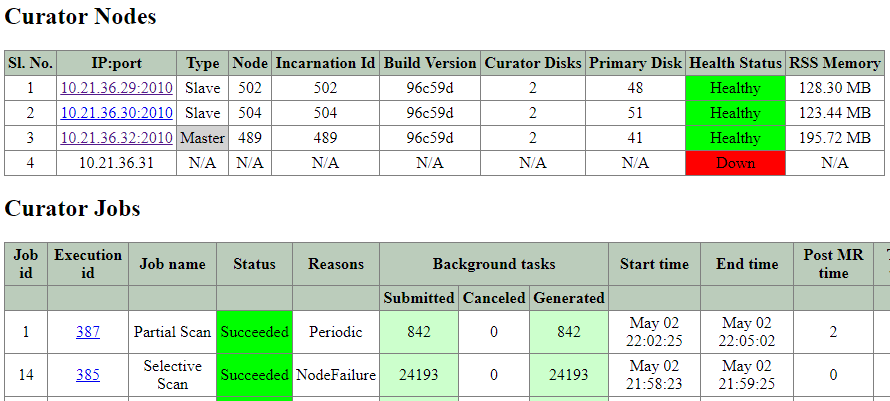 Curator Nodes
Sl. No. IP:port Type Node Incarnation Id Build Version Curator Disks Primary Disk Health Status RSS Memory
1 10.21.36.29:2010 Slave 502 502 96c59d 2 48 Healthy 128.30 MB
2 10.21.36.30:2010 Slave 504 504 96c59d 2 51 Healthy 123.44 MB
3 10.21.36.32:2010 Master 489 489 96c59d 2 41 Healthy 195.72 MB
4 10.21.36.31 N/A N/A N/A N/A N/A N/A Down N/A
Curator Jobs
Job id Execution id Job name Status Reasons Background tasks Start time End time Post MR time
Submitted Canceled Generated
1 387 Partial Scan Succeeded Periodic 842 0 842 May 02 22:02:25 May 02 22:05:02 2
14 385 Selective Scan Succeeded NodeFailure 24193 0 24193 May 02 21:58:23 May 02 21:59:25 0